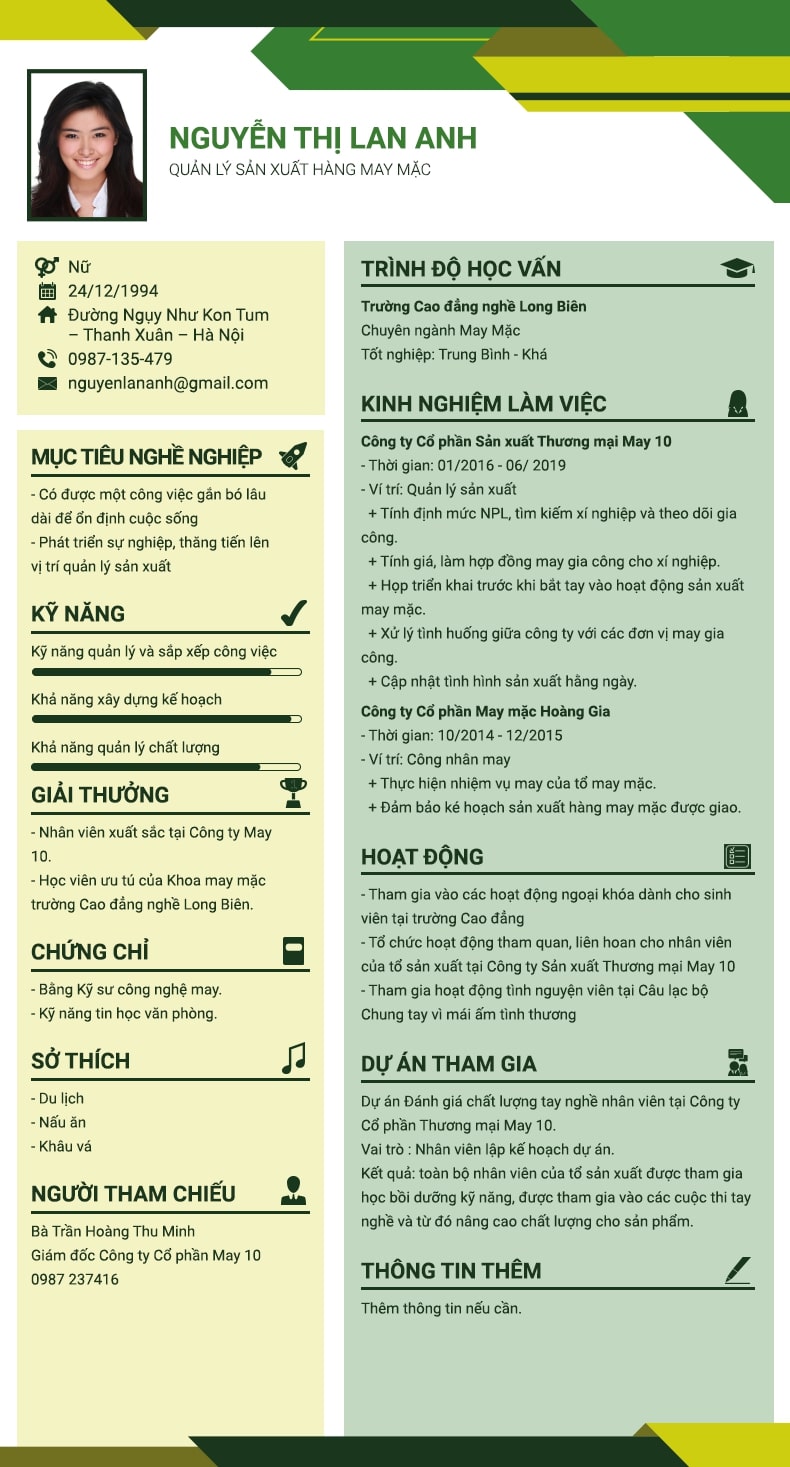 NGUYỄN THỊ LAN ANH
QUẢN LÝ SẢN XUẤT HÀNG MAY MẶC
Nữ
24/12/1994
Đường Ngụy Như Kon Tum
– Thanh Xuân – Hà Nội
0987-135-479
nguyenlananh@gmail.com
MỤC TIÊU NGHỀ NGHIỆP
- Có được một công việc gắn bó lâu
dài để ổn định cuộc sống
- Phát triển sự nghiệp, thăng tiến lên
vị trí quản lý sản xuất
KỸ NĂNG
Kỹ năng quản lý và sắp xếp công việc
Khả năng xây dựng kế hoạch
Khả năng quản lý chất lượng
GIẢI THƯỞNG
- Nhân viên xuất sắc tại Công ty May
10.
- Học viên ưu tú của Khoa may mặc
trường Cao đẳng nghề Long Biên.
CHỨNG CHỈ
- Bằng Kỹ sư công nghệ may.
- Kỹ năng tin học văn phòng.
SỞ THÍCH
- Du lịch
- Nấu ăn
- Khâu vá
NGƯỜI THAM CHIẾU
Bà Trần Hoàng Thu Minh
Giám đốc Công ty Cổ phần May 10
0987 237416
TRÌNH ĐỘ HỌC VẤN
Trường Cao đẳng nghề Long Biên
Chuyên ngành May Mặc
Tốt nghiệp: Trung Bình - Khá
KINH NGHIỆM LÀM VIỆC
Công ty Cổ phần Sản xuất Thương mại May 10
- Thời gian: 01/2016 - 06/ 2019
- Ví trí: Quản lý sản xuất
+ Tính định mức NPL, tìm kiếm xí nghiệp và theo dõi gia
công.
+ Tính giá, làm hợp đồng may gia công cho xí nghiệp.
+ Họp triển khai trước khi bắt tay vào hoạt động sản xuất
may mặc.
+ Xử lý tình huống giữa công ty với các đơn vị may gia
công.
+ Cập nhật tình hình sản xuất hằng ngày.
Công ty Cổ phần May mặc Hoàng Gia
- Thời gian: 10/2014 - 12/2015
- Ví trí: Công nhân may
+ Thực hiện nhiệm vụ may của tổ may mặc.
+ Đảm bảo ké hoạch sản xuất hàng may mặc được giao.
HOẠT ĐỘNG
- Tham gia vào các hoạt động ngoại khóa dành cho sinh
viên tại trường Cao đẳng
- Tổ chức hoạt động tham quan, liên hoan cho nhân viên
của tổ sản xuất tại Công ty Sản xuất Thương mại May 10
- Tham gia hoạt động tình nguyện viên tại Câu lạc bộ
Chung tay vì mái ấm tình thương
DỰ ÁN THAM GIA
Dự án Đánh giá chất lượng tay nghề nhân viên tại Công ty
Cổ phần Thương mại May 10.
Vai trò : Nhân viên lập kế hoạch dự án.
Kết quả: toàn bộ nhân viên của tổ sản xuất được tham gia
học bồi dưỡng kỹ năng, được tham gia vào các cuộc thi tay
nghề và từ đó nâng cao chất lượng cho sản phẩm.
THÔNG TIN THÊM
Thêm thông tin nếu cần.